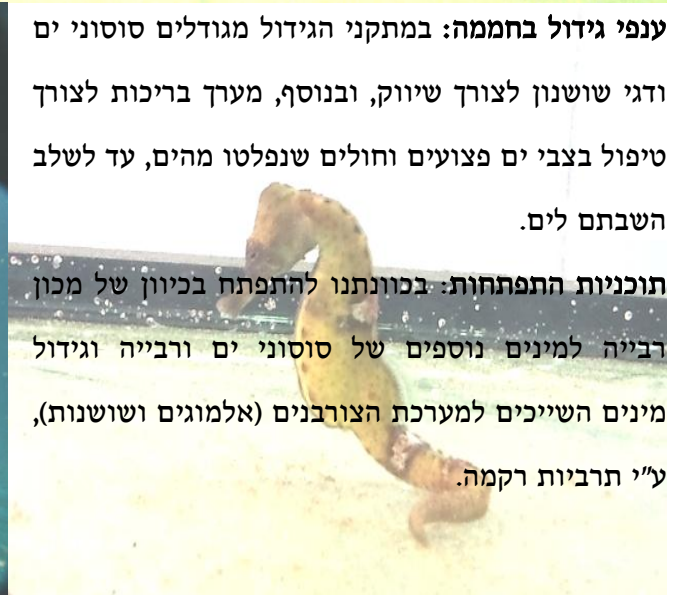 ענפי גידול בחממה: במתקני הגידול מגודלים סוסוני ים
ודגי שושנון לצורך שיווק, ובנוסף, מערך בריכות לצורך
טיפול בצבי ים פצועים וחולים שנפלטו מהים, עד לשלב
השבתם לים.
תוכניות התפתחות: בכוונתנו להתפתח בכיוון של מכון
רבייה למינים נוספים של סוסוני ים ורבייה וגידול
מינים השייכים למערכת הצורבנים (אלמוגים ושושנות),
ע"י תרביות רקמה.